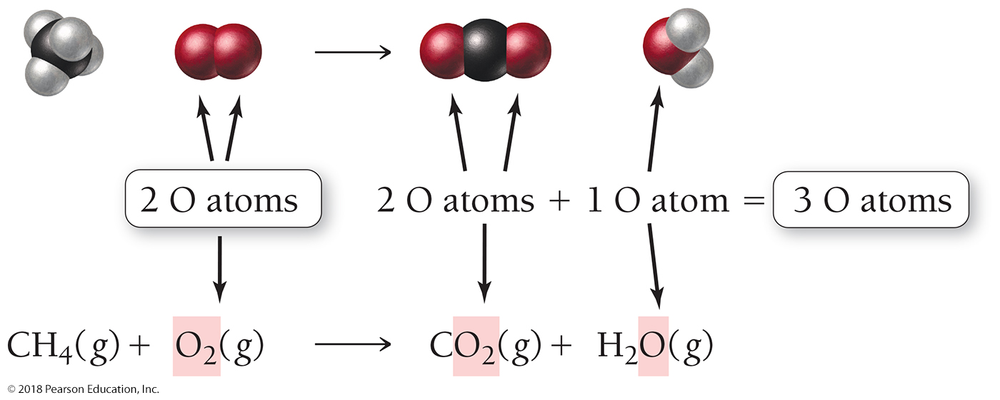 2 O atoms 2 O atoms + 1 O atom = 3 O atoms
CH₄(g) + O₂(g) ⟶ CO₂(g) + H₂O(g)
© 2018 Pearson Education, Inc.